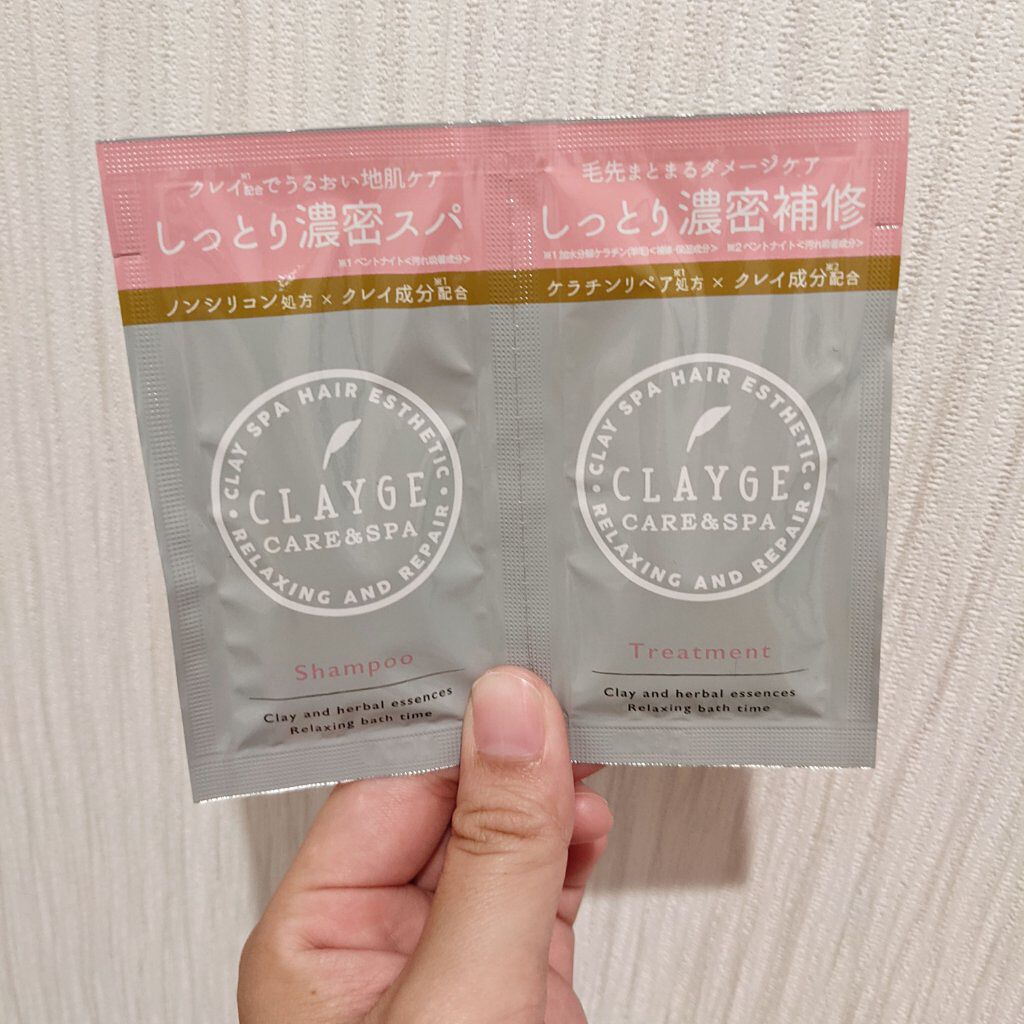 クレイ※1配合でうるおい地肌ケア
しっとり濃密スパ
※1 ベントナイト<汚れ吸着成分>
ノンシリコン処方 × クレイ成分※1配合
CLAY SPA HAIR ESTHETIC
CLAYGE
CARE&SPA
RELAXING AND REPAIR
Shampoo
Clay and herbal essences
Relaxing bath time
毛先まとまるダメージケア
しっとり濃密補修
※1 加水分解ケラチン(羊毛)<補修・保湿成分> ※2 ベントナイト<汚れ吸着成分>
ケラチンリペア※1処方 × クレイ成分※2配合
CLAY SPA HAIR ESTHETIC
CLAYGE
CARE&SPA
RELAXING AND REPAIR
Treatment
Clay and herbal essences
Relaxing bath time